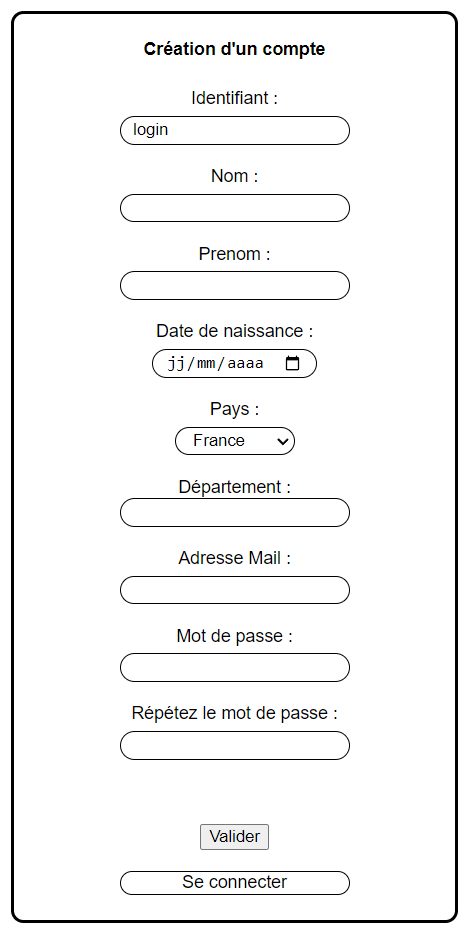 Création d'un compte
Identifiant :
login
Nom :
Prenom :
Date de naissance :
jj/mm/aaaa
Pays :
France
Département :
Adresse Mail :
Mot de passe :
Répétez le mot de passe :
Valider
Se connecter